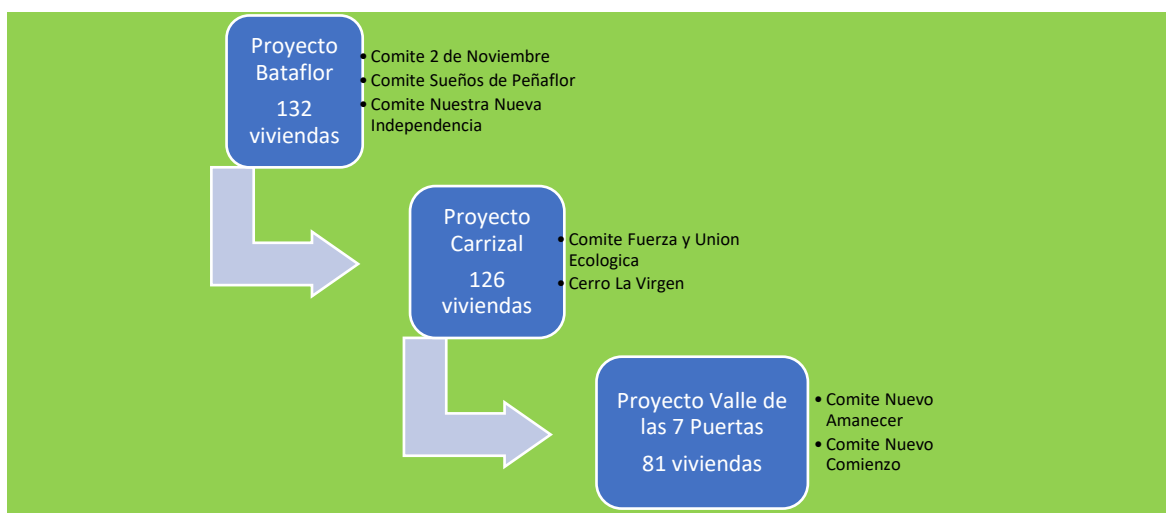 Proyecto
Bataflor
132
viviendas
• Comite 2 de Noviembre
• Comite Sueños de Peñaflor
• Comite Nuestra Nueva
Independencia
Proyecto
Carrizal
126
viviendas
• Comite Fuerza y Union
Ecologica
• Cerro La Virgen
Proyecto Valle de
las 7 Puertas
81 viviendas
• Comite Nuevo
Amanecer
• Comite Nuevo
Comienzo